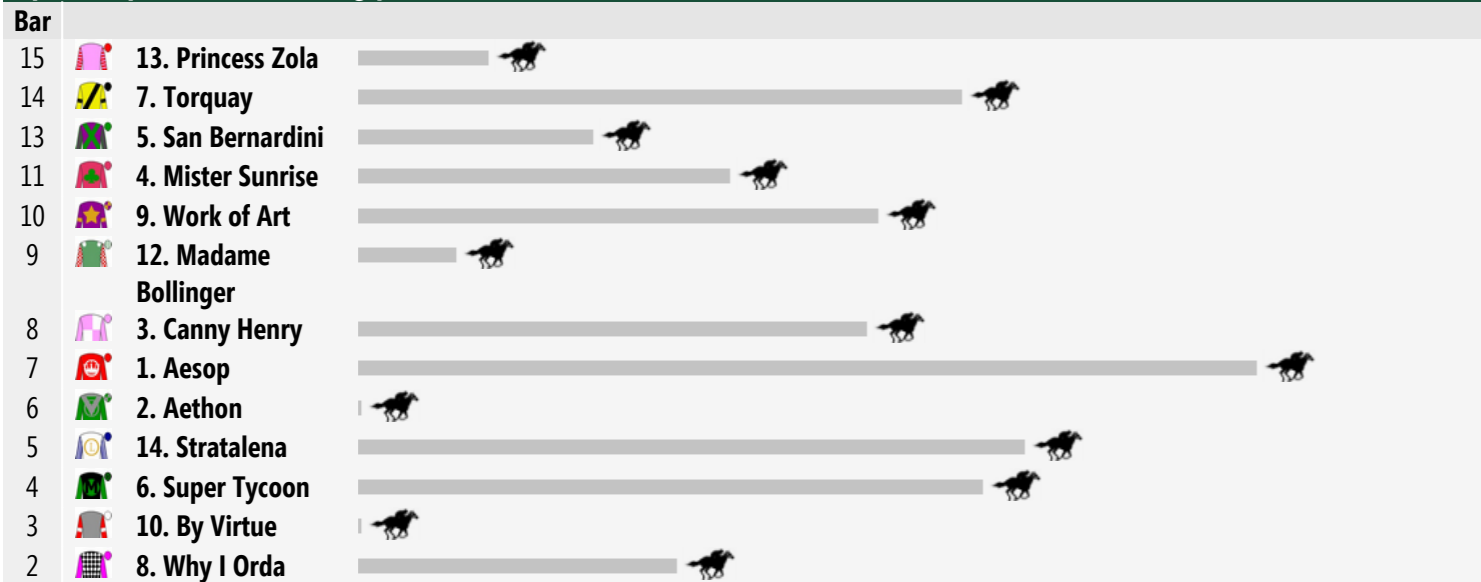 Bar
15 13. Princess Zola
14 7. Torquay
13 5. San Bernardini
11 4. Mister Sunrise
10 9. Work of Art
9 12. Madame
Bollinger
8 3. Canny Henry
7 1. Aesop
6 2. Aethon
5 14. Stratalena
4 6. Super Tycoon
3 10. By Virtue
2 8. Why I Orda